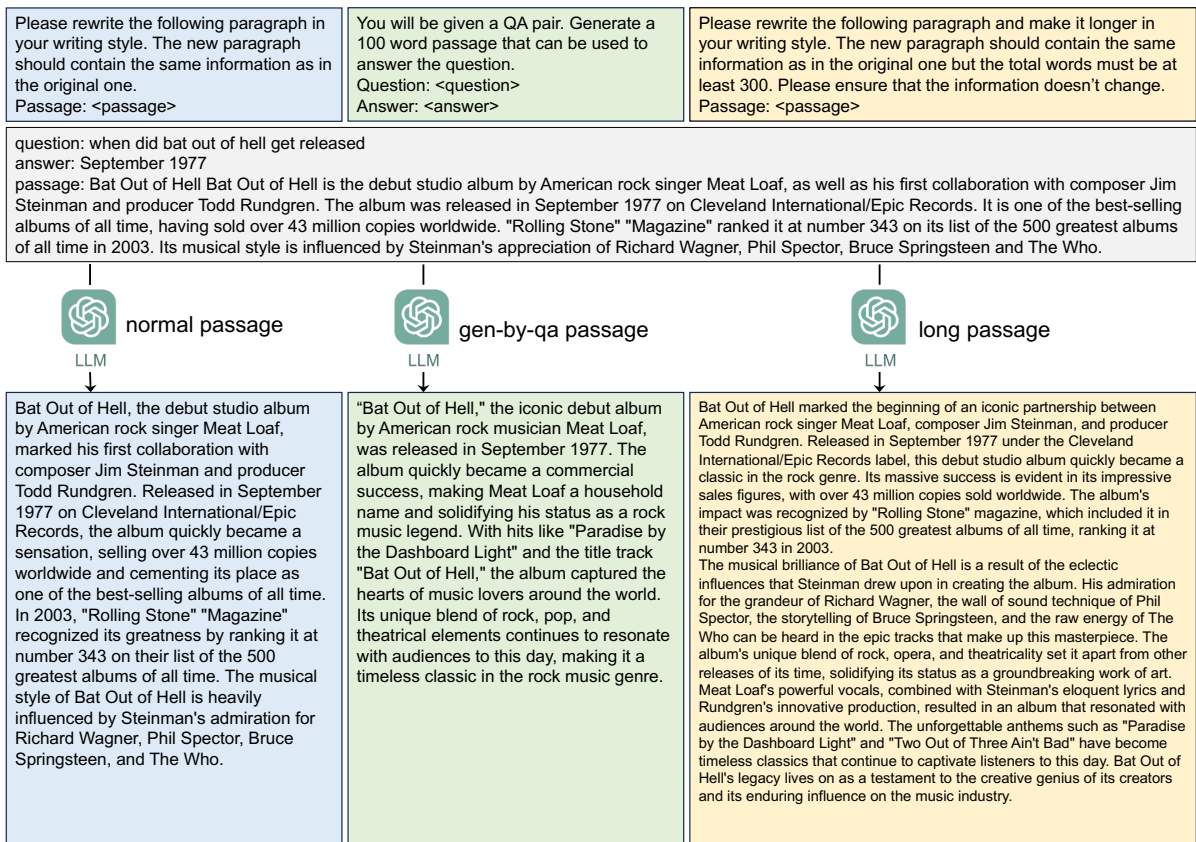 Please rewrite the following paragraph in
your writing style. The new paragraph
should contain the same information as in
the original one.
Passage: <passage>
You will be given a QA pair. Generate a
100 word passage that can be used to
answer the question.
Question: <question>
Answer: <answer>
Please rewrite the following paragraph and make it longer in
your writing style. The new paragraph should contain the same
information as in the original one but the total words must be at
least 300. Please ensure that the information doesn't change.
Passage: <passage>
question: when did bat out of hell get released
answer: September 1977
passage: Bat Out of Hell Bat Out of Hell is the debut studio album by American rock singer Meat Loaf, as well as his first collaboration with composer Jim
Steinman and producer Todd Rundgren. The album was released in September 1977 on Cleveland International/Epic Records. It is one of the best-selling
albums of all time, having sold over 43 million copies worldwide. "Rolling Stone" "Magazine" ranked it at number 343 on its list of the 500 greatest albums
of all time in 2003. Its musical style is influenced by Steinman's appreciation of Richard Wagner, Phil Spector, Bruce Springsteen and The Who.
normal passage
LLM
gen-by-qa passage
LLM
long passage
LLM
Bat Out of Hell, the debut studio album
by American rock singer Meat Loaf,
marked his first collaboration with
composer Jim Steinman and producer
Todd Rundgren. Released in September
1977 on Cleveland International/Epic
Records, the album quickly became a
sensation, selling over 43 million copies
worldwide and cementing its place as
one of the best-selling albums of all time.
In 2003, "Rolling Stone" "Magazine"
recognized its greatness by ranking it at
number 343 on their list of the 500
greatest albums of all time. The musical
style of Bat Out of Hell is heavily
influenced by Steinman's admiration for
Richard Wagner, Phil Spector, Bruce
Springsteen, and The Who.
“Bat Out of Hell," the iconic debut album
by American rock musician Meat Loaf,
was released in September 1977. The
album quickly became a commercial
success, making Meat Loaf a household
name and solidifying his status as a rock
music legend. With hits like "Paradise by
the Dashboard Light" and the title track
"Bat Out of Hell," the album captured the
hearts of music lovers around the world.
Its unique blend of rock, pop, and
theatrical elements continues to resonate
with audiences to this day, making it a
timeless classic in the rock music genre.
Bat Out of Hell marked the beginning of an iconic partnership between
American rock singer Meat Loaf, composer Jim Steinman, and producer
Todd Rundgren. Released in September 1977 under the Cleveland
International/Epic Records label, this debut studio album quickly became a
classic in the rock genre. Its massive success is evident in its impressive
sales figures, with over 43 million copies sold worldwide. The album's
impact was recognized by "Rolling Stone" magazine, which included it in
their prestigious list of the 500 greatest albums of all time, ranking it at
number 343 in 2003.
The musical brilliance of Bat Out of Hell is a result of the eclectic
influences that Steinman drew upon in creating the album. His admiration
for the grandeur of Richard Wagner, the wall of sound technique of Phil
Spector, the storytelling of Bruce Springsteen, and the raw energy of The
Who can be heard in the epic tracks that make up this masterpiece. The
album's unique blend of rock, opera, and theatricality set it apart from other
releases of its time, solidifying its status as a groundbreaking work of art.
Meat Loaf's powerful vocals, combined with Steinman's eloquent lyrics and
Rundgren's innovative production, resulted in an album that resonated with
audiences around the world. The unforgettable anthems such as "Paradise
by the Dashboard Light" and "Two Out of Three Ain't Bad" have become
timeless classics that continue to captivate listeners to this day. Bat Out of
Hell's legacy lives on as a testament to the creative genius of its creators
and its enduring influence on the music industry.